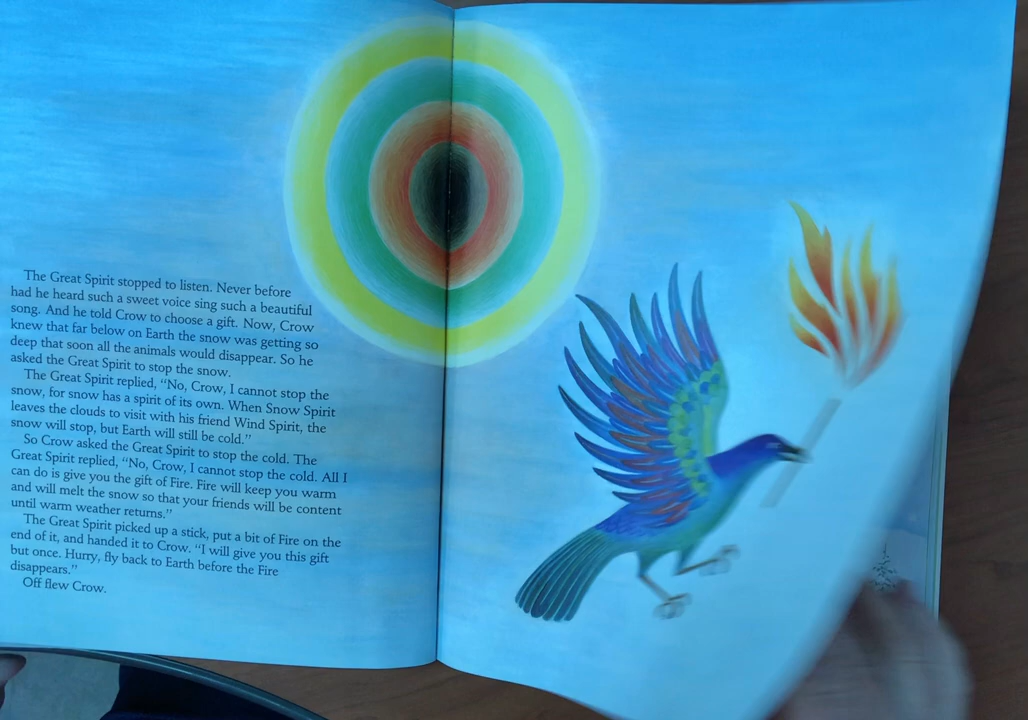 The Great Spirit stopped to listen. Never before
had he heard such a sweet voice sing such a beautiful
song. And he told Crow to choose a gift. Now, Crow
knew that far below on Earth the snow was getting so
deep that soon all the animals would disappear. So he
asked the Great Spirit to stop the snow.
The Great Spirit replied, “No, Crow, I cannot stop the
snow, for snow has a spirit of its own. When Snow Spirit
leaves the clouds to visit with his friend Wind Spirit, the
snow will stop, but Earth will still be cold.”
So Crow asked the Great Spirit to stop the cold. The
Great Spirit replied, “No, Crow, I cannot stop the cold. All I
can do is give you the gift of Fire. Fire will keep you warm
and will melt the snow so that your friends will be content
until warm weather returns.”
The Great Spirit picked up a stick, put a bit of Fire on the
end of it, and handed it to Crow. “I will give you this gift
but once. Hurry, fly back to Earth before the Fire
disappears.”
Off flew Crow.